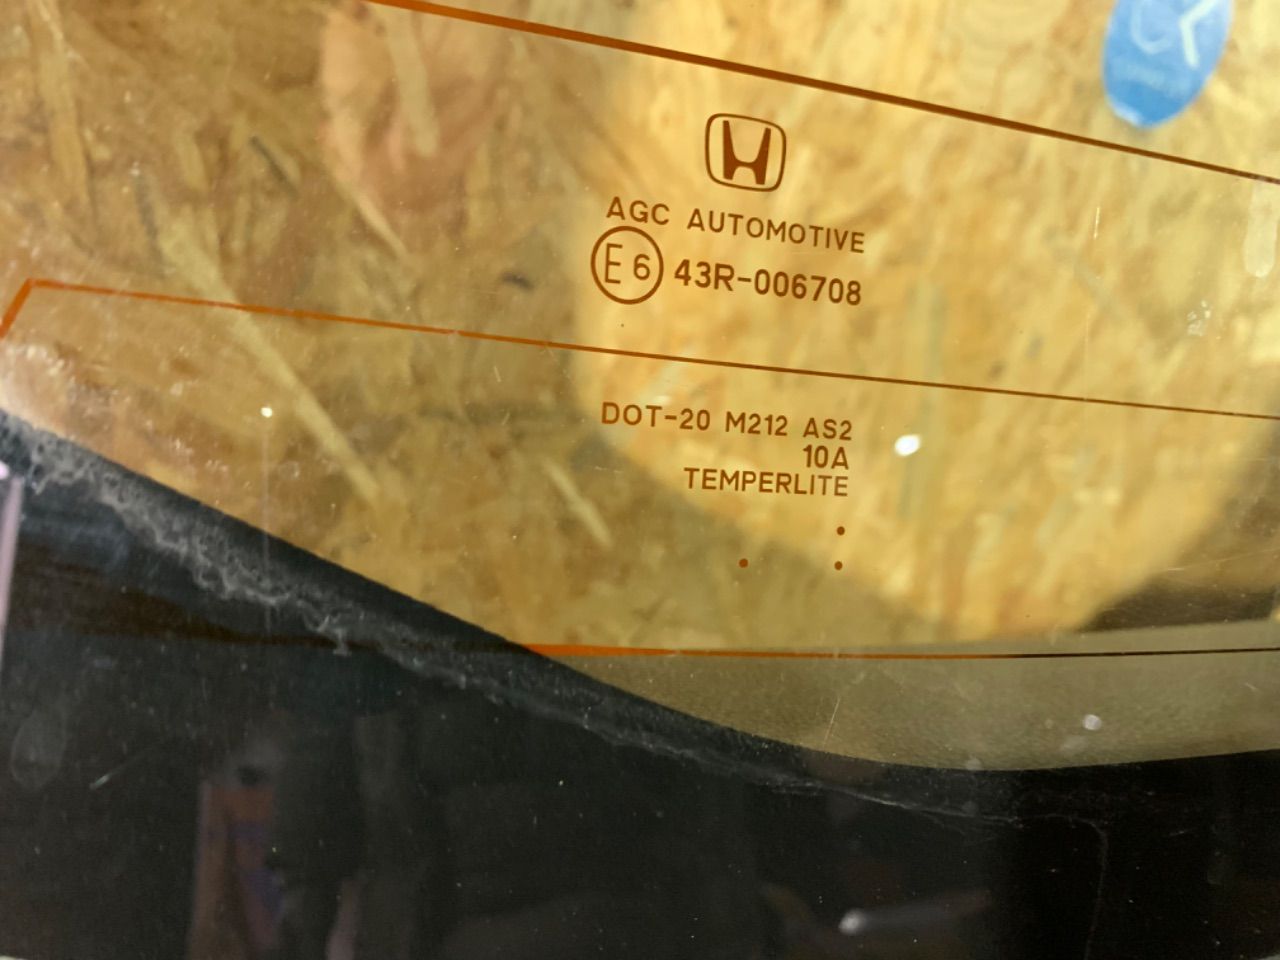 AGC AUTOMOTIVE
E6 43R-006708
DOT-20 M212 AS2
10A
TEMPERLITE